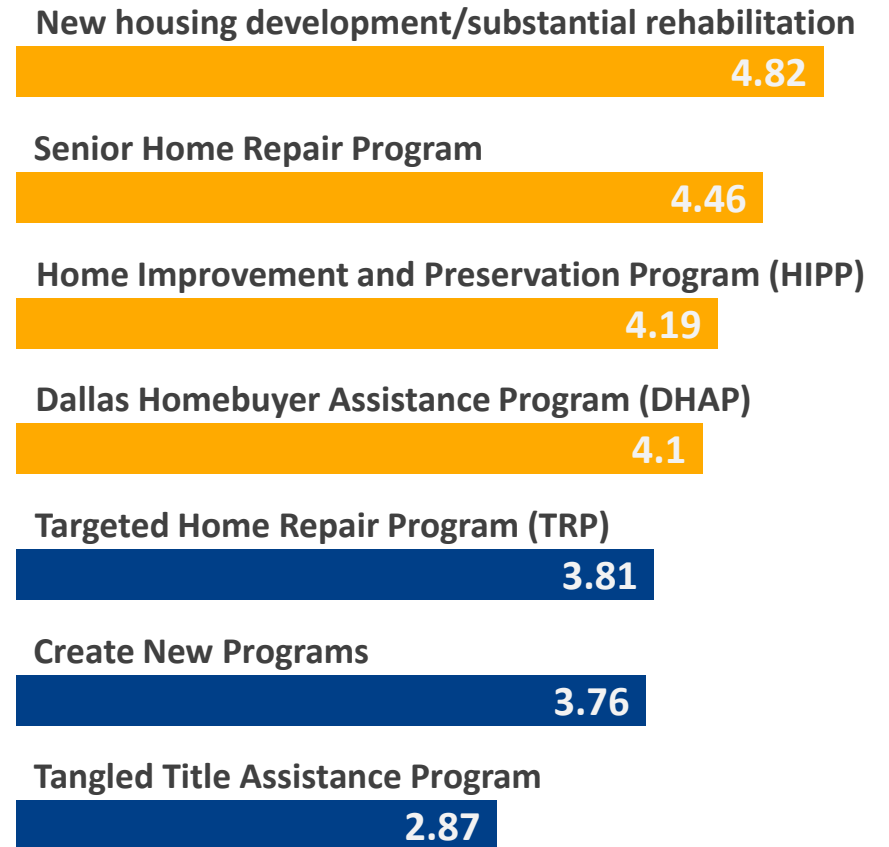 New housing development/substantial rehabilitation
4.82
Senior Home Repair Program
4.46
Home Improvement and Preservation Program (HIPP)
4.19
Dallas Homebuyer Assistance Program (DHAP)
4.1
Targeted Home Repair Program (TRP)
3.81
Create New Programs
3.76
Tangled Title Assistance Program
2.87